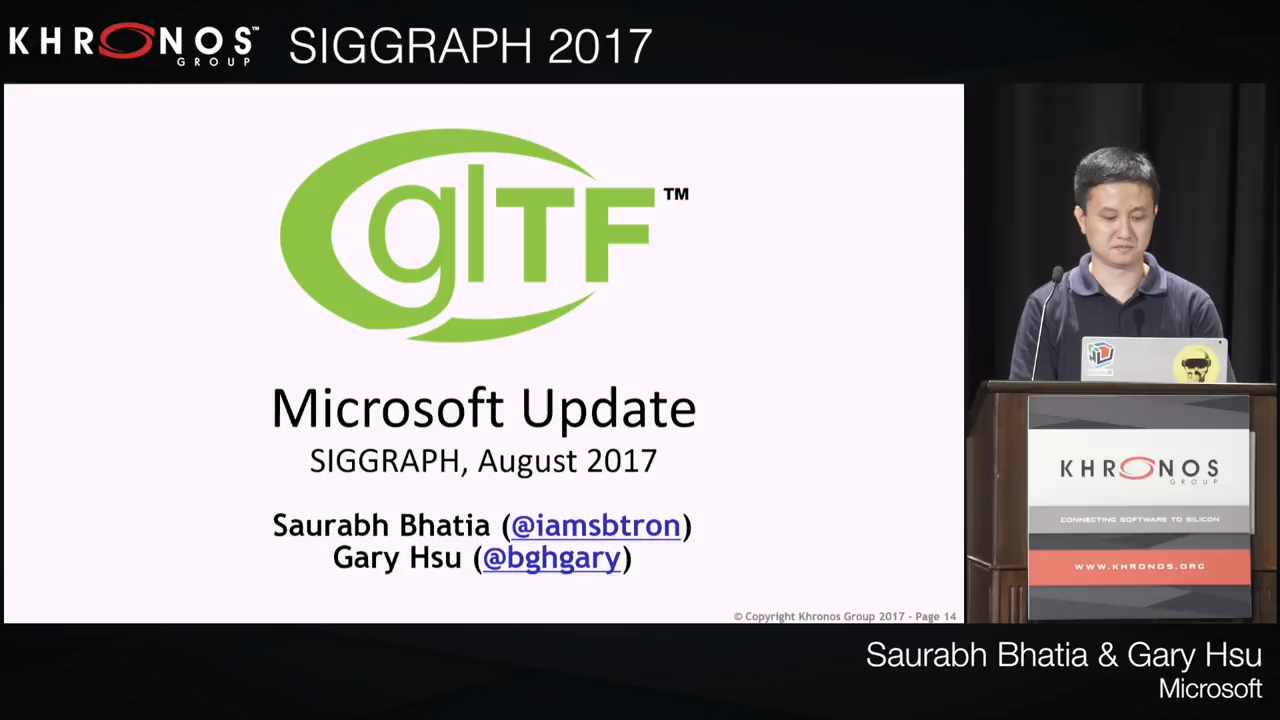 KHRONOS™ GROUP SIGGRAPH 2017
glTF™
Microsoft Update
SIGGRAPH, August 2017
Saurabh Bhatia (@iamsbtron)
Gary Hsu (@bghgary)
© Copyright Khronos Group 2017 - Page 14
KHRONOS
GROUP
CONNECTING SOFTWARE TO SILICON
WWW.KHRONOS.ORG
Saurabh Bhatia & Gary Hsu
Microsoft